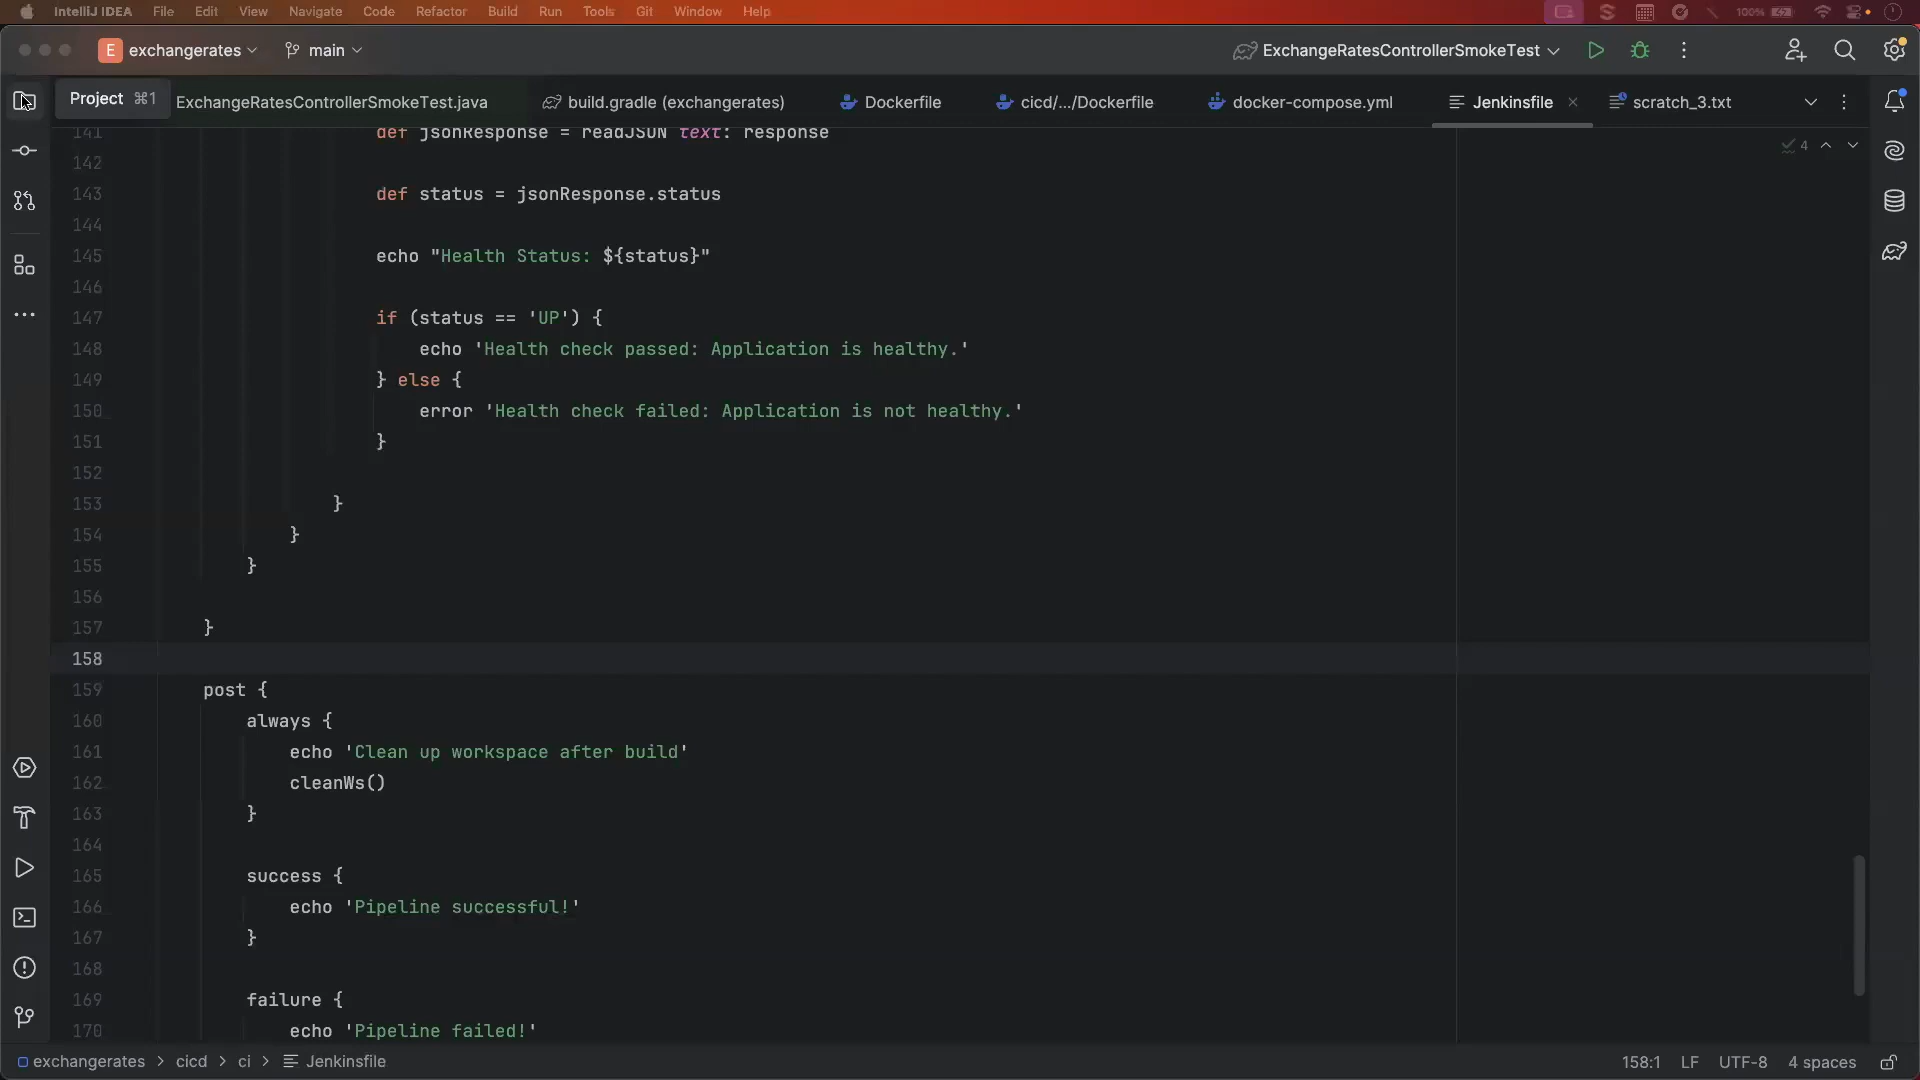 IntelliJ IDEA File Edit View Navigate Code Refactor Build Run Tools Git Window Help 100%
E exchangerates main ExchangeRatesControllerSmokeTest
Project ⌘1 ExchangeRatesControllerSmokeTest.java build.gradle (exchangerates) Dockerfile cicd/.../Dockerfile docker-compose.yml Jenkinsfile scratch_3.txt
141 def jsonResponse = readJSON text: response
142 4
143 def status = jsonResponse.status
144
145 echo "Health Status: ${status}"
146
147 if (status == 'UP') {
148 echo 'Health check passed: Application is healthy.'
149 } else {
150 error 'Health check failed: Application is not healthy.'
151 }
152
153 }
154 }
155 }
156
157 }
158
159 post {
160 always {
161 echo 'Clean up workspace after build'
162 cleanWs()
163 }
164
165 success {
166 echo 'Pipeline successful!'
167 }
168
169 failure {
170 echo 'Pipeline failed!'
exchangerates > cicd > ci > Jenkinsfile 158:1 LF UTF-8 4 spaces